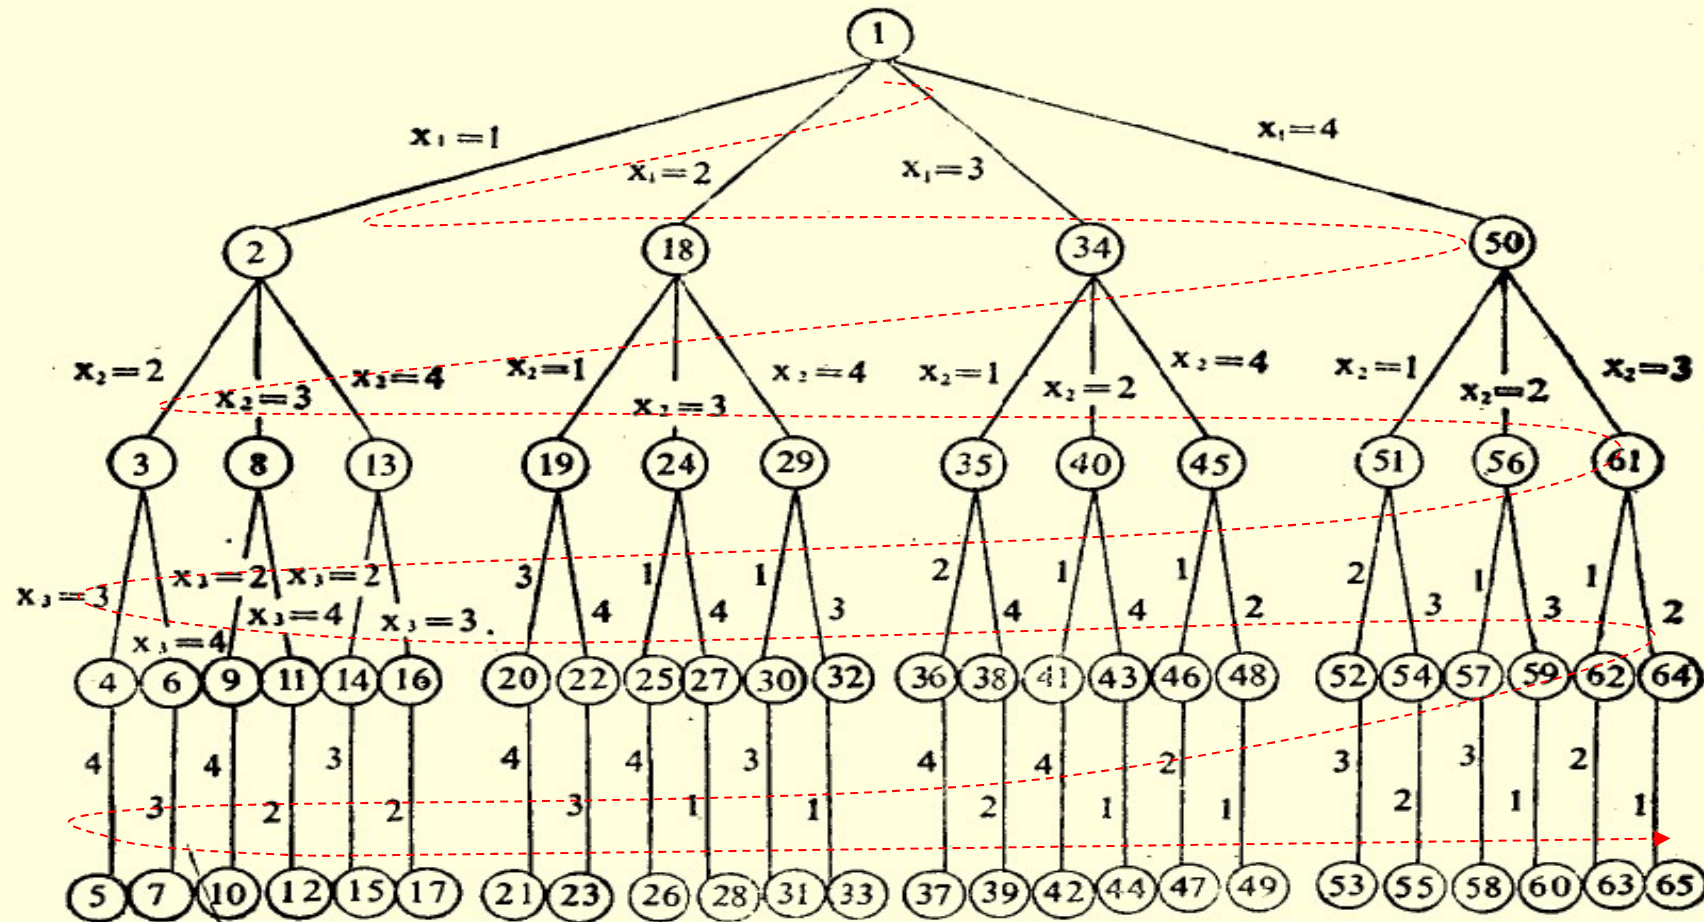 1
x₁=1 x₁=2 x₁=3 x₁=4
2 18 34 50
x₂=2 x₂=3 x₂=4 x₂=1 x₂=3 x₂=4 x₂=1 x₂=2 x₂=4 x₂=1 x₂=2 x₂=3
3 8 13 19 24 29 35 40 45 51 56 61
x₃=3 x₃=4 x₃=2 x₃=4 x₃=2 x₃=3 3 4 1 4 1 3 2 4 1 4 1 2 2 3 1 3 1 2
4 6 9 11 14 16 20 22 25 27 30 32 36 38 41 43 46 48 52 54 57 59 62 64
4 3 4 2 3 2 4 3 4 1 3 1 4 2 4 1 2 1 3 2 3 1 2 1
5 7 10 12 15 17 21 23 26 28 31 33 37 39 42 44 47 49 53 55 58 60 63 65